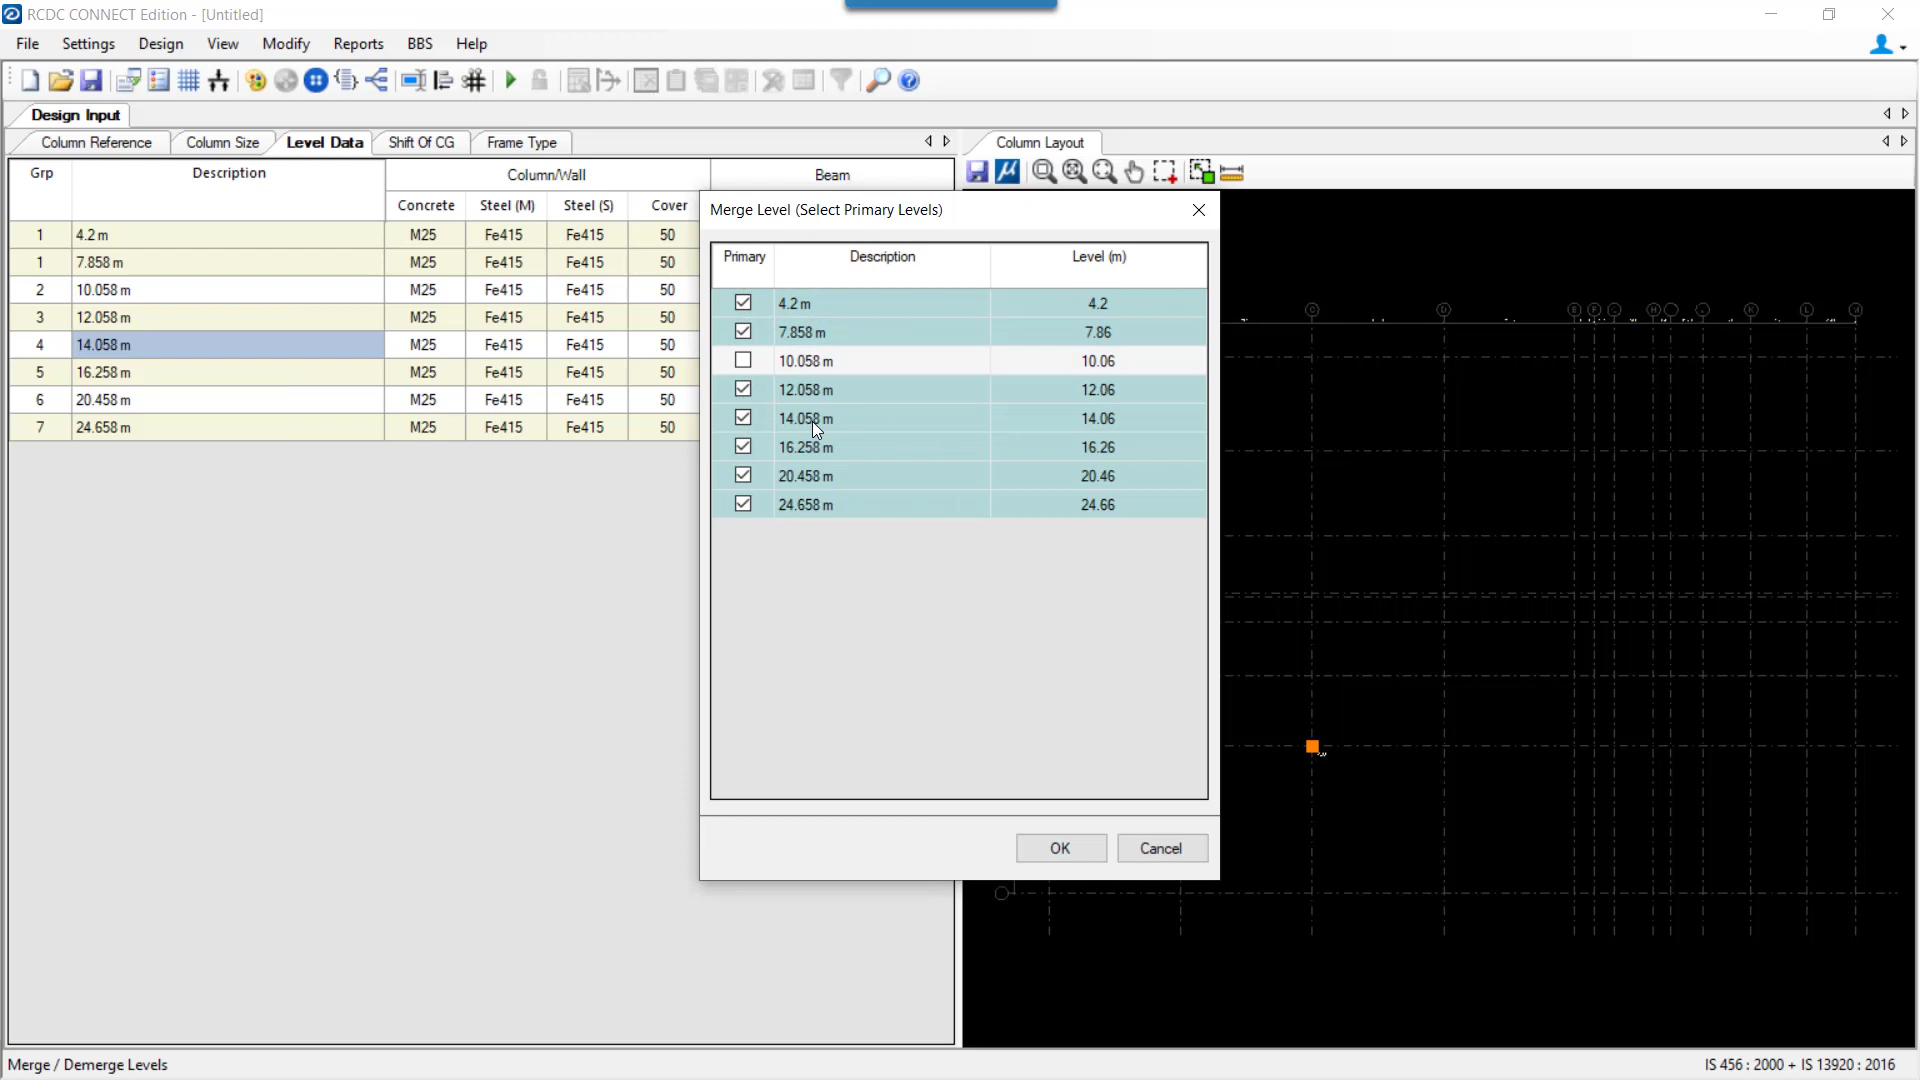 RCDC CONNECT Edition - [Untitled]
File Settings Design View Modify Reports BBS Help
Design Input
Column Reference Column Size Level Data Shift Of CG Frame Type
Column Layout
Grp Description Column/Wall Beam
Concrete Steel (M) Steel (S) Cover
1 4.2 m M25 Fe415 Fe415 50
1 7.858 m M25 Fe415 Fe415 50
2 10.058 m M25 Fe415 Fe415 50
3 12.058 m M25 Fe415 Fe415 50
4 14.058 m M25 Fe415 Fe415 50
5 16.258 m M25 Fe415 Fe415 50
6 20.458 m M25 Fe415 Fe415 50
7 24.658 m M25 Fe415 Fe415 50
Merge Level (Select Primary Levels)
Primary Description Level (m)
4.2 m 4.2
7.858 m 7.86
10.058 m 10.06
12.058 m 12.06
14.058 m 14.06
16.258 m 16.26
20.458 m 20.46
24.658 m 24.66
OK Cancel
Merge / Demerge Levels
IS 456 : 2000 + IS 13920 : 2016